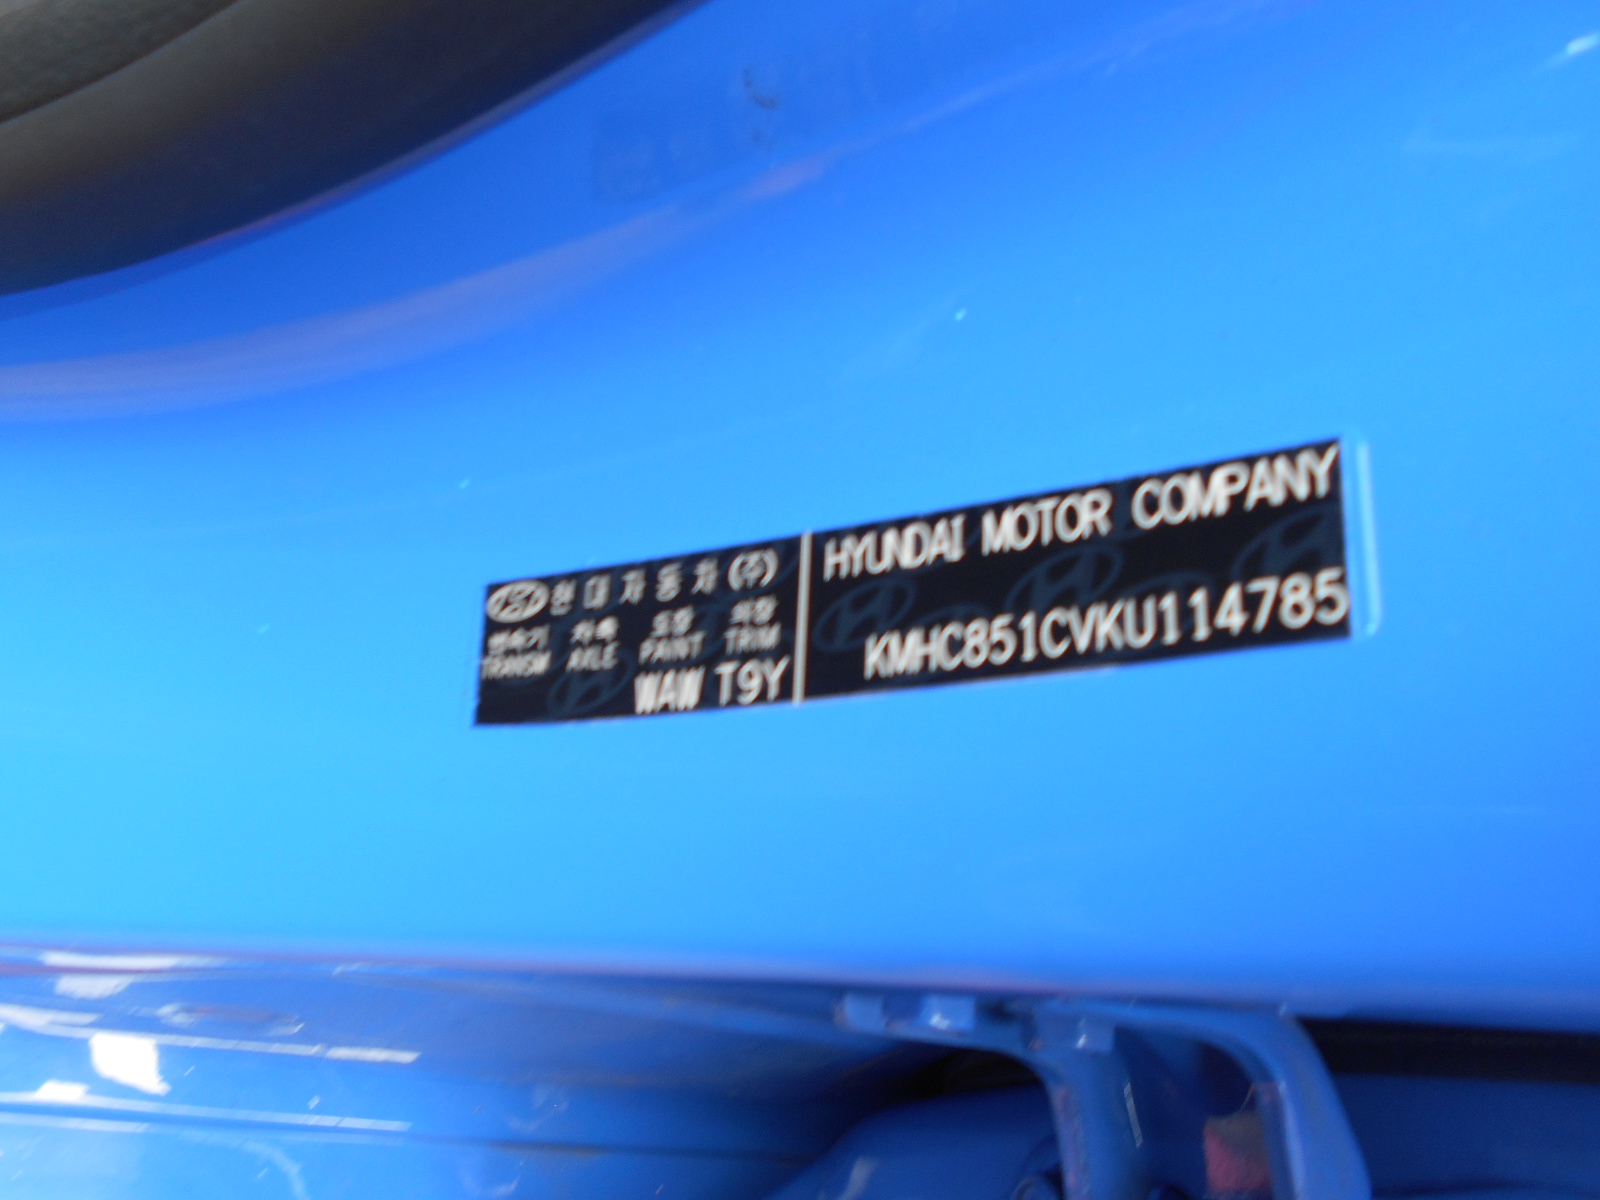 현대자동차(주)
변속기 차축 도장 의장
TRANSM AXLE PAINT TRIM
WAW T9Y
HYUNDAI MOTOR COMPANY
KMHC851CVKU114785